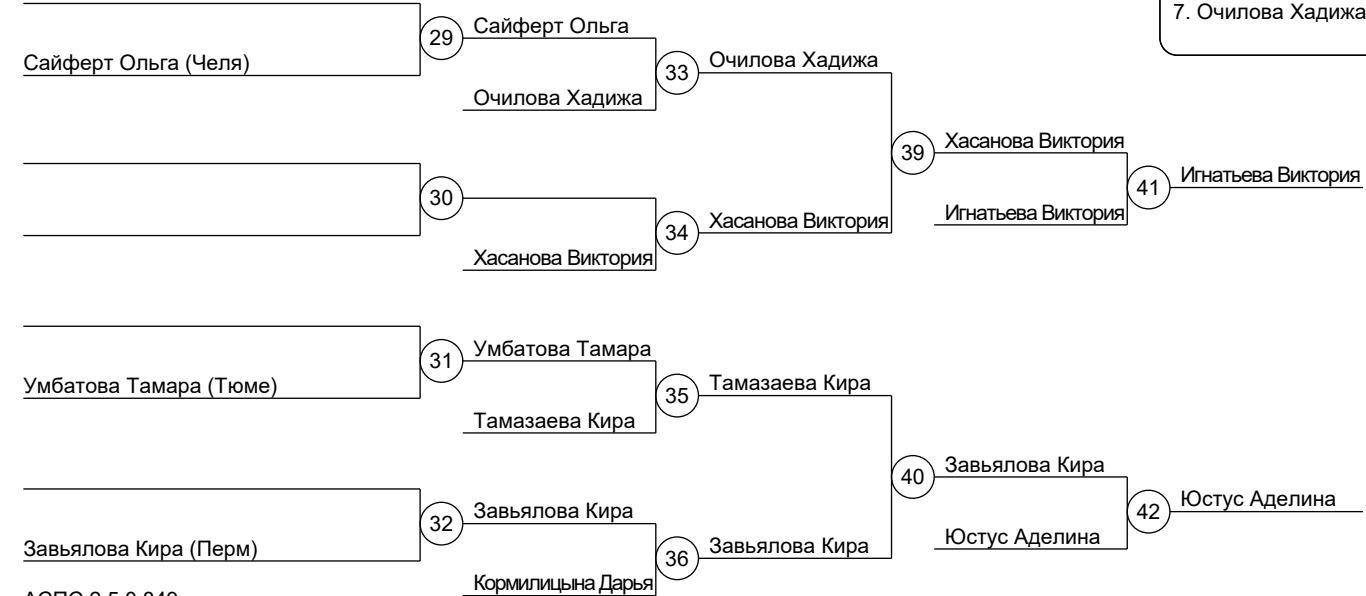 7. Очилова Хадижа
Сайферт Ольга
29
Сайферт Ольга (Челя)
Очилова Хадижа
33
Очилова Хадижа
Хасанова Виктория
39
Игнатьева Виктория
41
30
Хасанова Виктория
Игнатьева Виктория
34
Хасанова Виктория
Умбатова Тамара
31
Умбатова Тамара (Тюме)
Тамазаева Кира
35
Тамазаева Кира
Завьялова Кира
40
Юстус Аделина
Завьялова Кира
42
32
Юстус Аделина
Завьялова Кира (Перм)
Завьялова Кира
36
Кормилицына Дарья